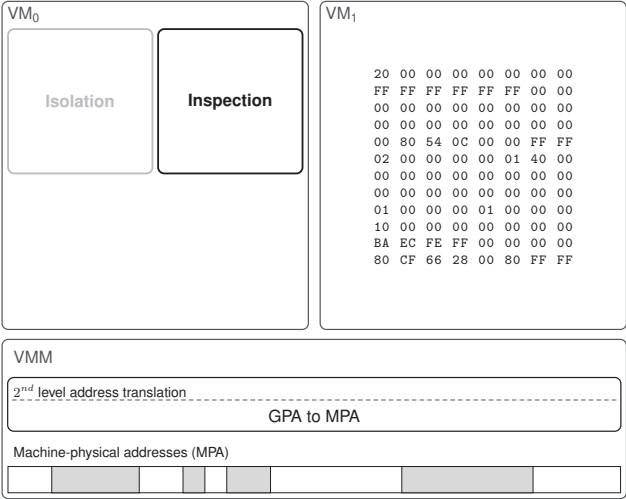 VM₀
Isolation
Inspection
VM₁
20 00 00 00 00 00 00 00
FF FF FF FF FF FF 00 00
00 00 00 00 00 00 00 00
00 00 00 00 00 00 00 00
00 80 54 0C 00 00 FF FF
02 00 00 00 00 01 40 00
00 00 00 00 00 00 00 00
00 00 00 00 00 00 00 00
01 00 00 00 01 00 00 00
10 00 00 00 00 00 00 00
BA EC FE FF 00 00 00 00
80 CF 66 28 00 80 FF FF
VMM
2ⁿᵈ level address translation
GPA to MPA
Machine-physical addresses (MPA)